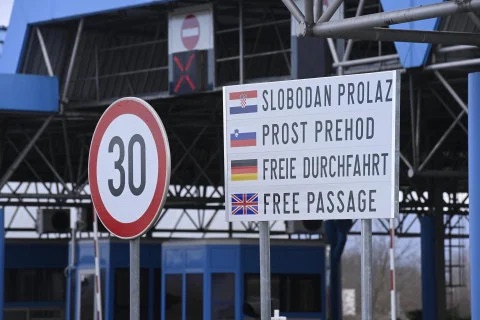 30
SLOBODAN PROLAZ
PROST PREHOD
FREIE DURCHFAHRT
FREE PASSAGE